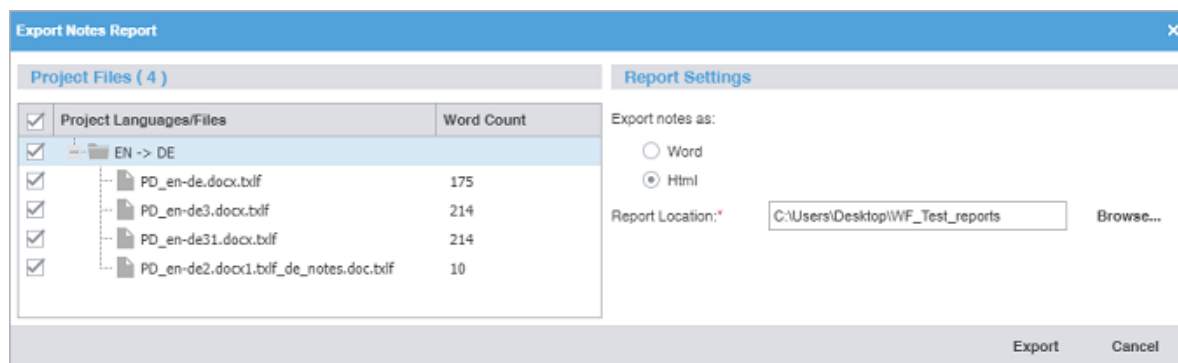 Export Notes Report
Project Files ( 4 )
Project Languages/Files Word Count
EN -> DE
PD_en-de.docx.txlf 175
PD_en-de3.docx.txlf 214
PD_en-de31.docx.txlf 214
PD_en-de2.docx1.txlf_de_notes.doc.txlf 10
Report Settings
Export notes as:
Word
Html
Report Location:* C:\Users\Desktop\WF_Test_reports Browse...
Export Cancel